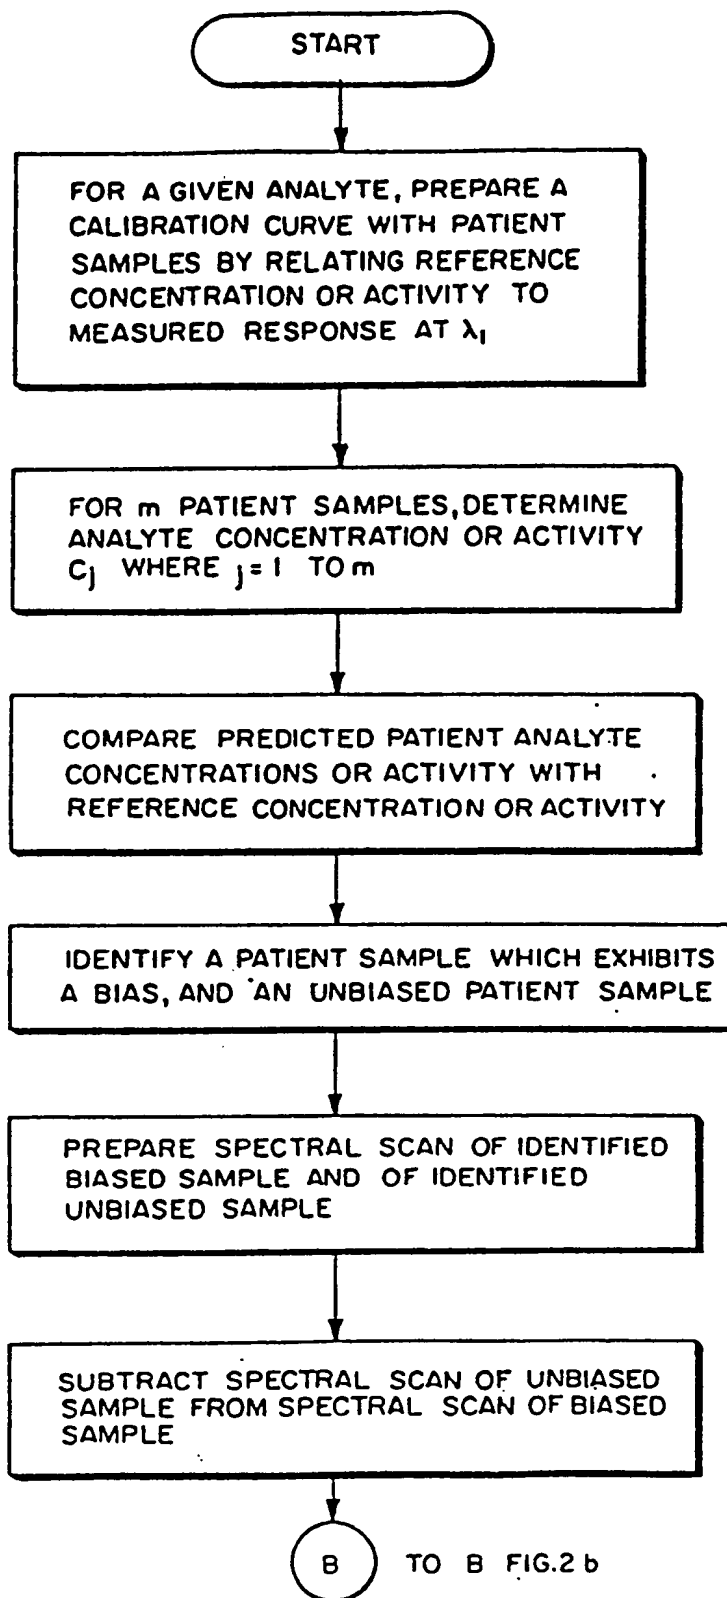 START
FOR A GIVEN ANALYTE, PREPARE A
CALIBRATION CURVE WITH PATIENT
SAMPLES BY RELATING REFERENCE
CONCENTRATION OR ACTIVITY TO
MEASURED RESPONSE AT λ₁
FOR m PATIENT SAMPLES, DETERMINE
ANALYTE CONCENTRATION OR ACTIVITY
Cj WHERE j = 1 TO m
COMPARE PREDICTED PATIENT ANALYTE
CONCENTRATIONS OR ACTIVITY WITH
REFERENCE CONCENTRATION OR ACTIVITY
IDENTIFY A PATIENT SAMPLE WHICH EXHIBITS
A BIAS, AND AN UNBIASED PATIENT SAMPLE
PREPARE SPECTRAL SCAN OF IDENTIFIED
BIASED SAMPLE AND OF IDENTIFIED
UNBIASED SAMPLE
SUBTRACT SPECTRAL SCAN OF UNBIASED
SAMPLE FROM SPECTRAL SCAN OF BIASED
SAMPLE
B TO B FIG.2b